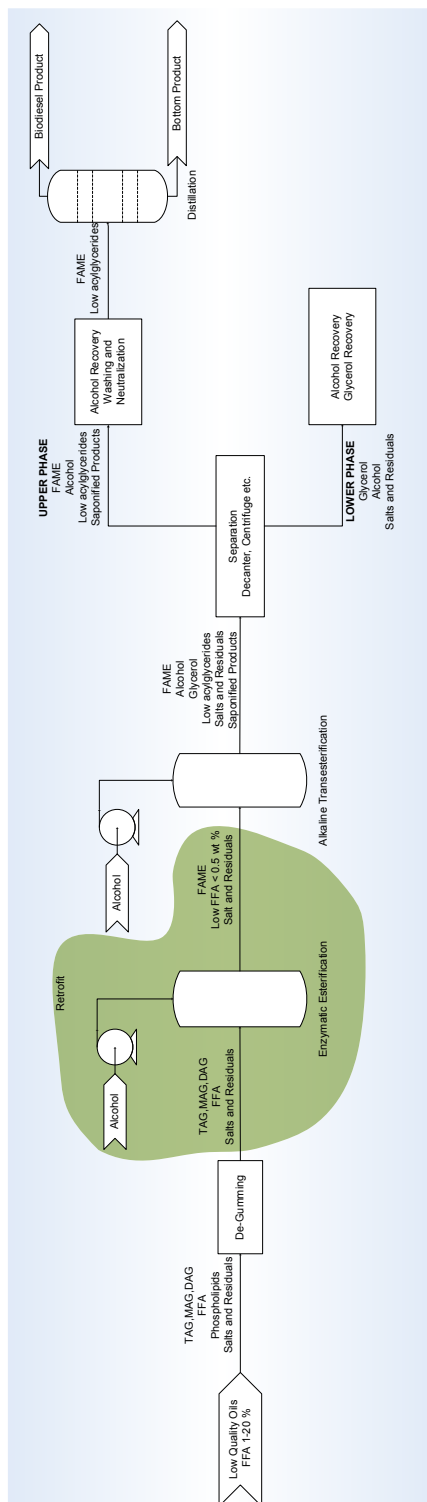 Low Quality Oils
FFA 1-20 %
TAG,MAG,DAG
FFA
Phospholipids
Salts and Residuals
De-Gumming
TAG,MAG,DAG
FFA
Salts and Residuals
Retrofit
Alcohol
Enzymatic Esterification
FAME
Low FFA < 0.5 wt %
Salt and Residuals
Alcohol
Alkaline Transesterification
FAME
Alcohol
Glycerol
Low acylglycerides
Salts and Residuals
Saponified Products
Separation
Decanter, Centrifuge etc.
UPPER PHASE
FAME
Alcohol
Low acylglycerides
Saponified Products
Alcohol Recovery
Washing and
Neutralization
FAME
Low acylglycerides
Distillation
Biodiesel Product
Bottom Product
LOWER PHASE
Glycerol
Alcohol
Salts and Residuals
Alcohol Recovery
Glycerol Recovery